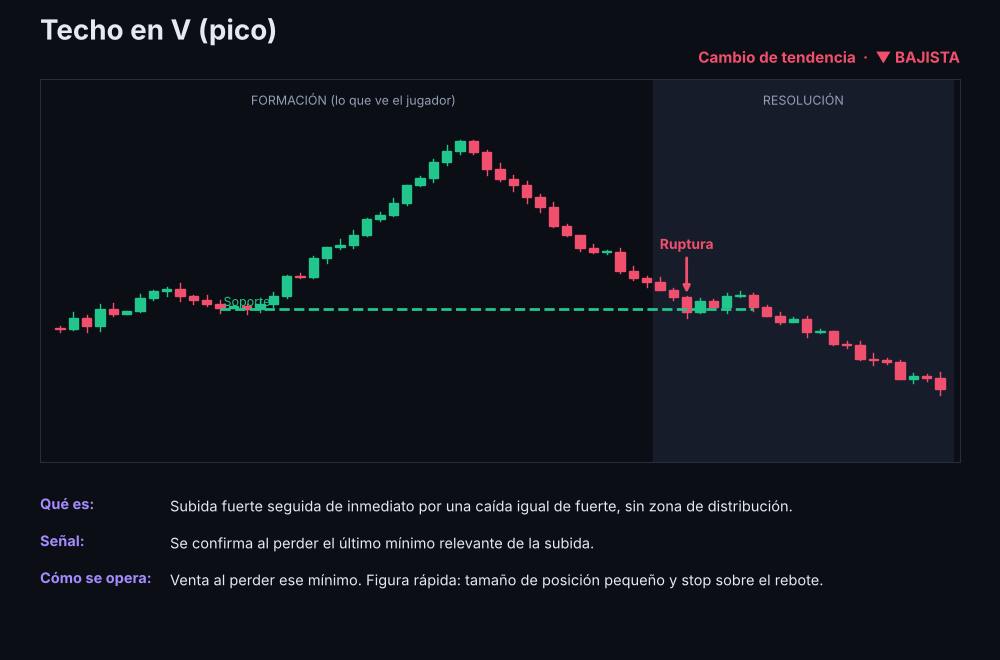 Techo en V (pico)
Cambio de tendencia · ▼ BAJISTA
FORMACIÓN (lo que ve el jugador)
RESOLUCIÓN
Ruptura
Soporte
Qué es:
Subida fuerte seguida de inmediato por una caída igual de fuerte, sin zona de distribución.
Señal:
Se confirma al perder el último mínimo relevante de la subida.
Cómo se opera:
Venta al perder ese mínimo. Figura rápida: tamaño de posición pequeño y stop sobre el rebote.